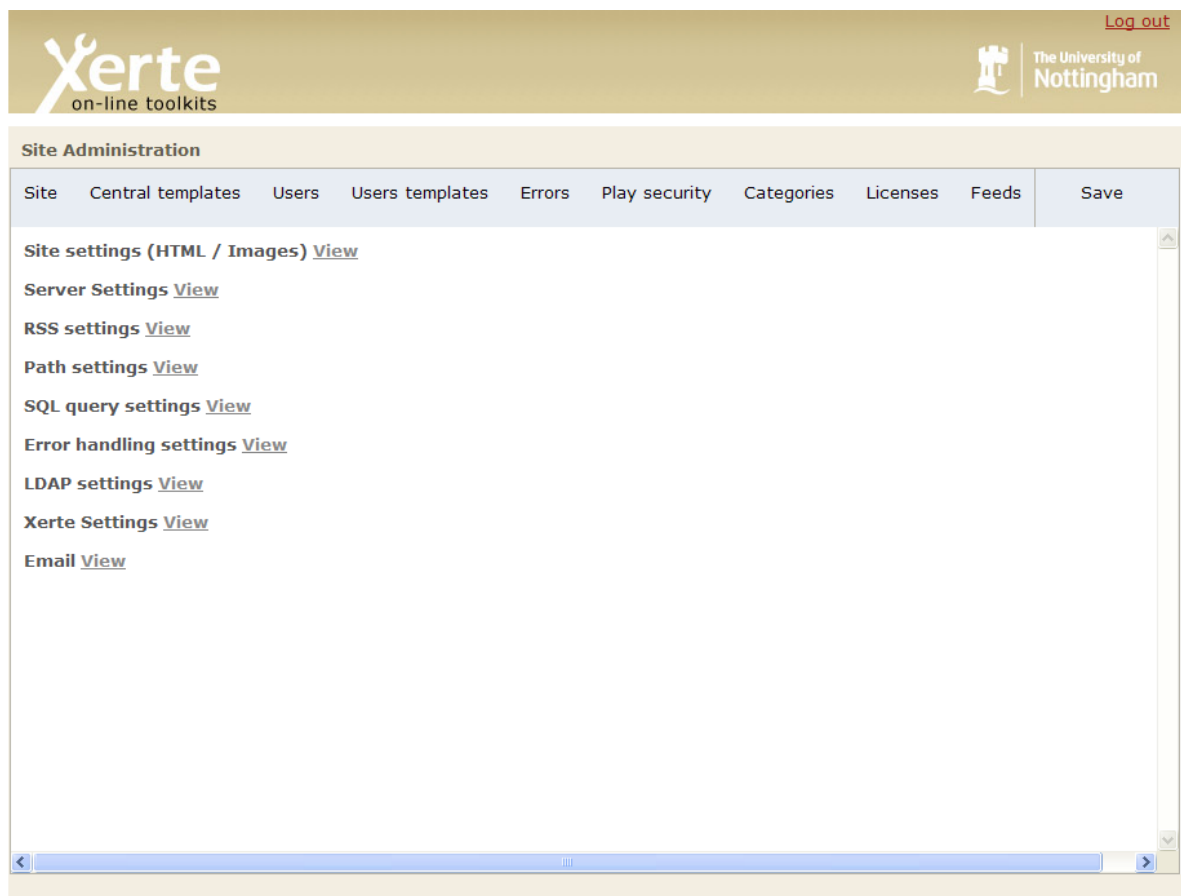 Log out
Xerte
on-line toolkits
The University of
Nottingham
Site Administration
Site Central templates Users Users templates Errors Play security Categories Licenses Feeds Save
Site settings (HTML / Images) View
Server Settings View
RSS settings View
Path settings View
SQL query settings View
Error handling settings View
LDAP settings View
Xerte Settings View
Email View